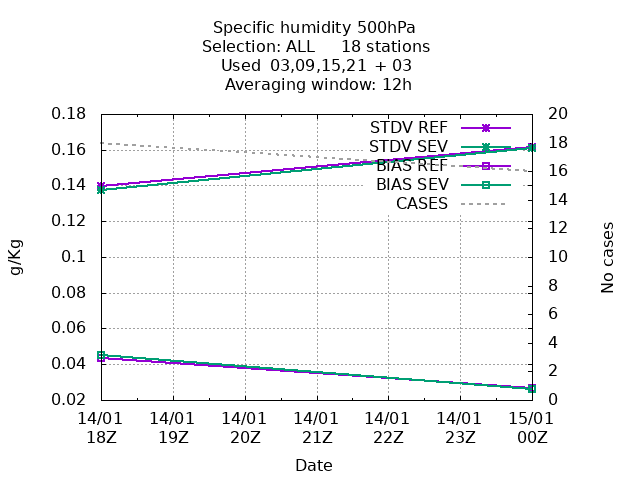 Specific humidity 500hPa
Selection: ALL     18 stations
Used  03,09,15,21 + 03
Averaging window: 12h
0.18
0.16
0.14
0.12
0.1
0.08
0.06
0.04
0.02
g/Kg
STDV REF
STDV SEV
BIAS REF
BIAS SEV
CASES
20
18
16
14
12
10
8
6
4
2
0
No cases
14/01 14/01 14/01 14/01 14/01 14/01 15/01
18Z 19Z 20Z 21Z 22Z 23Z 00Z
Date